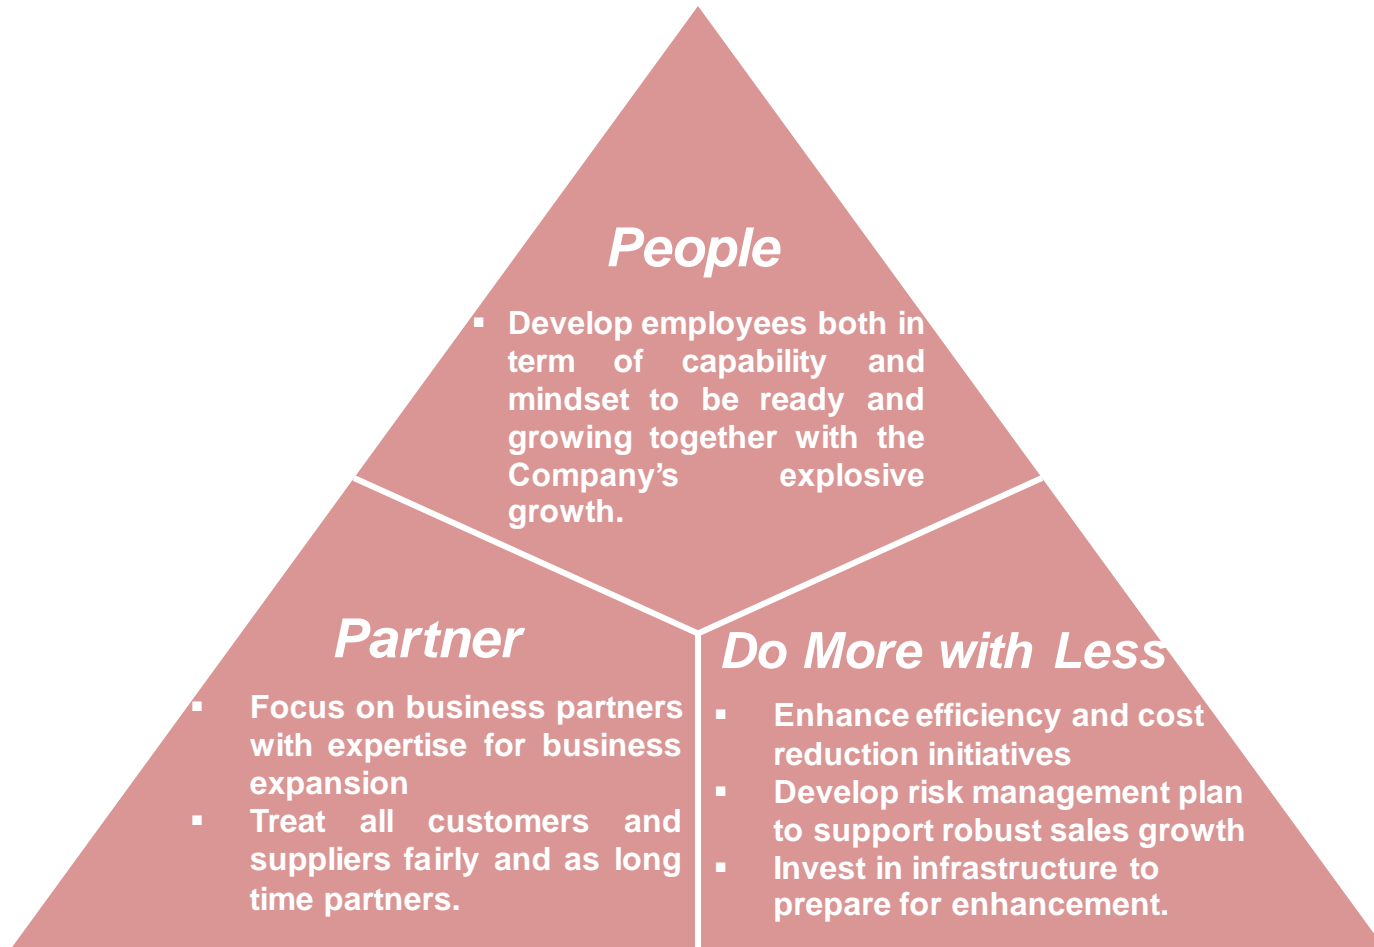 People
▪ Develop employees both in
term of capability and
mindset to be ready and
growing together with the
Company’s explosive
growth.
Partner
▪ Focus on business partners
with expertise for business
expansion
▪ Treat all customers and
suppliers fairly and as long
time partners.
Do More with Less
▪ Enhance efficiency and cost
reduction initiatives
▪ Develop risk management plan
to support robust sales growth
▪ Invest in infrastructure to
prepare for enhancement.